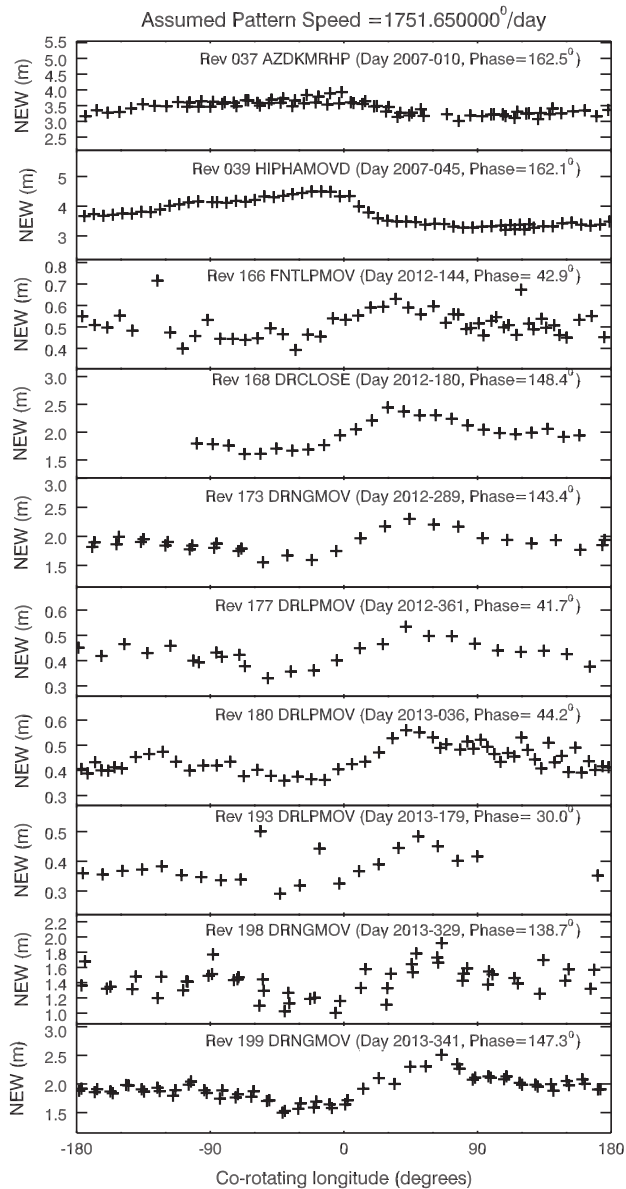 Assumed Pattern Speed =1751.650000⁰/day
5.5
5.0
4.5
4.0
3.5
3.0
2.5
NEW (m)
Rev 037 AZDKMRHP (Day 2007-010, Phase=162.5⁰)
5
4
3
NEW (m)
Rev 039 HIPHAMOVD (Day 2007-045, Phase=162.1⁰)
0.8
0.7
0.6
0.5
0.4
NEW (m)
Rev 166 FNTLPMOV (Day 2012-144, Phase= 42.9⁰)
3.0
2.5
2.0
1.5
NEW (m)
Rev 168 DRCLOSE (Day 2012-180, Phase=148.4⁰)
3.0
2.5
2.0
1.5
NEW (m)
Rev 173 DRNGMOV (Day 2012-289, Phase=143.4⁰)
0.6
0.5
0.4
0.3
NEW (m)
Rev 177 DRLPMOV (Day 2012-361, Phase= 41.7⁰)
0.6
0.5
0.4
0.3
NEW (m)
Rev 180 DRLPMOV (Day 2013-036, Phase= 44.2⁰)
0.5
0.4
0.3
NEW (m)
Rev 193 DRLPMOV (Day 2013-179, Phase= 30.0⁰)
2.2
2.0
1.8
1.6
1.4
1.2
1.0
NEW (m)
Rev 198 DRNGMOV (Day 2013-329, Phase=138.7⁰)
3.0
2.5
2.0
1.5
NEW (m)
Rev 199 DRNGMOV (Day 2013-341, Phase=147.3⁰)
-180 -90 0 90 180
Co-rotating longitude (degrees)